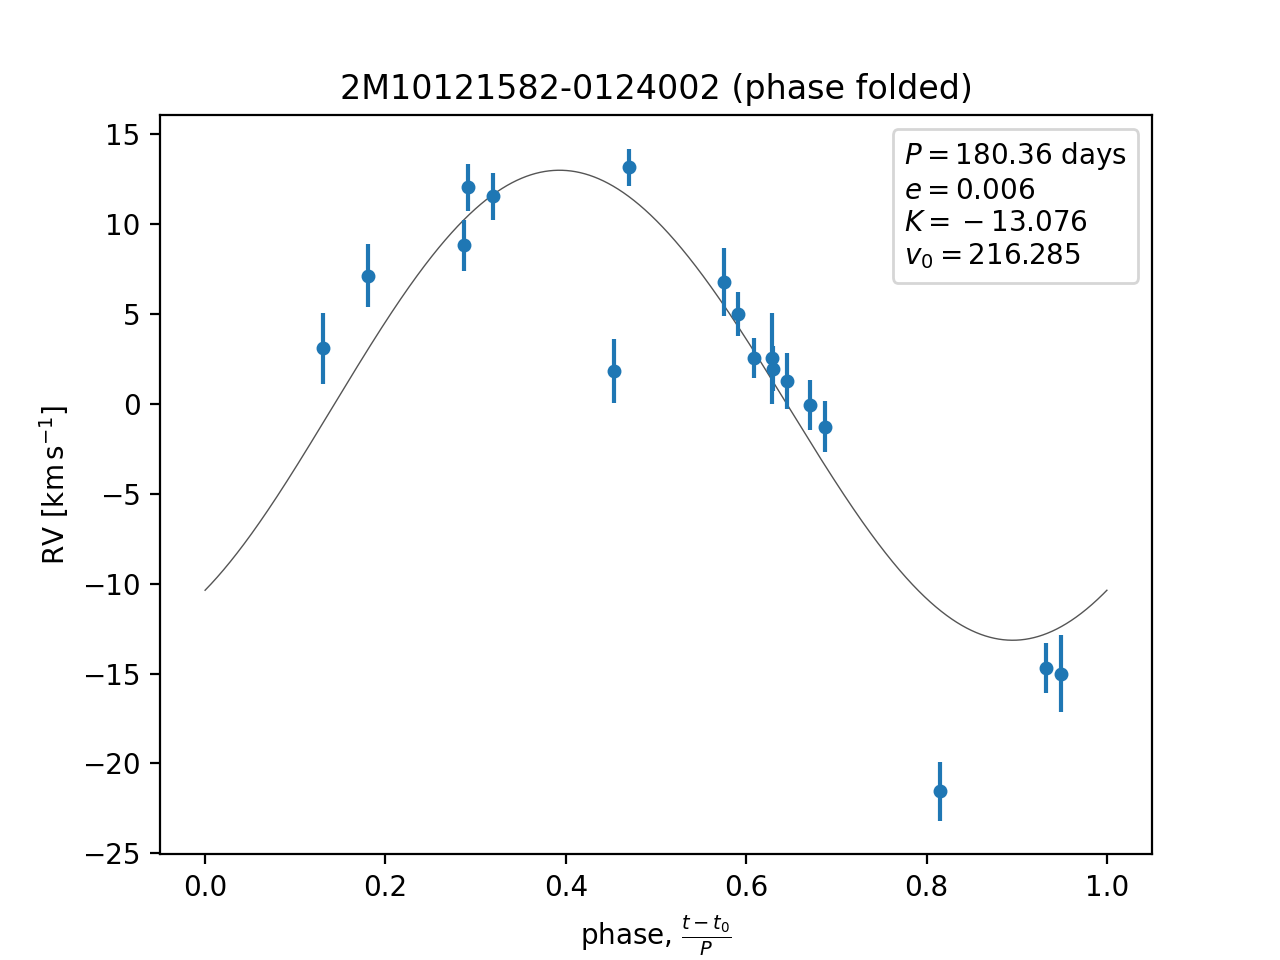 2M10121582-0124002 (phase folded)
P = 180.36 days
e = 0.006
K = −13.076
v₀ = 216.285
15
10
5
0
−5
−10
−15
−20
−25
RV [km s⁻¹]
0.0 0.2 0.4 0.6 0.8 1.0
phase, (t − t₀)/P